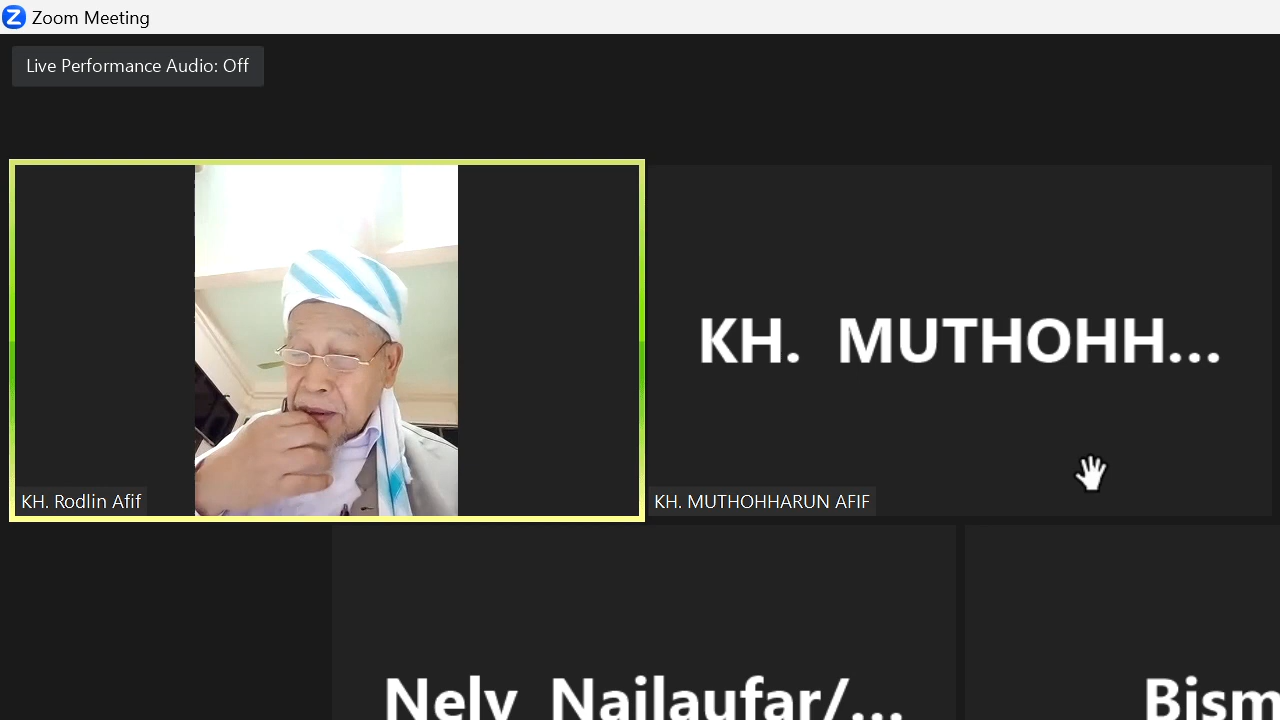 Zoom Meeting
Live Performance Audio: Off
KH. MUTHOHH...
KH. Rodlin Afif
KH. MUTHOHHARUN AFIF
Nely Nailaufar/...
Bism